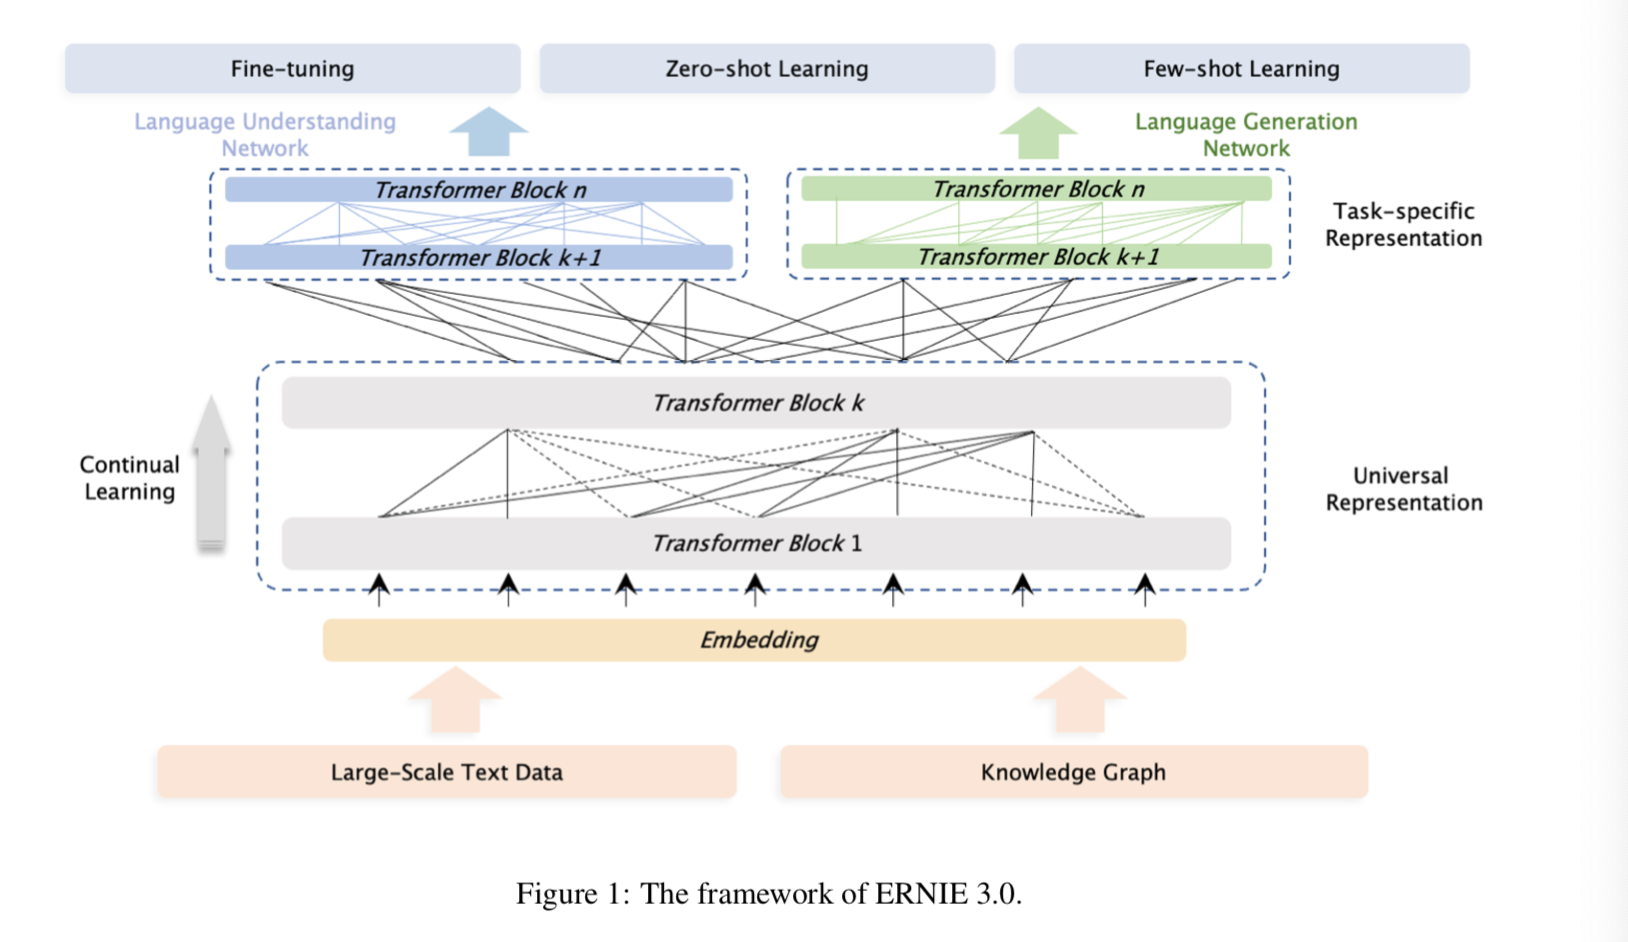 Fine-tuning
Zero-shot Learning
Few-shot Learning
Language Understanding
Network
Language Generation
Network
Transformer Block n
Transformer Block n
Task-specific
Representation
Transformer Block k+1
Transformer Block k+1
Transformer Block k
Continual
Learning
Universal
Representation
Transformer Block 1
Embedding
Large-Scale Text Data
Knowledge Graph
Figure 1: The framework of ERNIE 3.0.